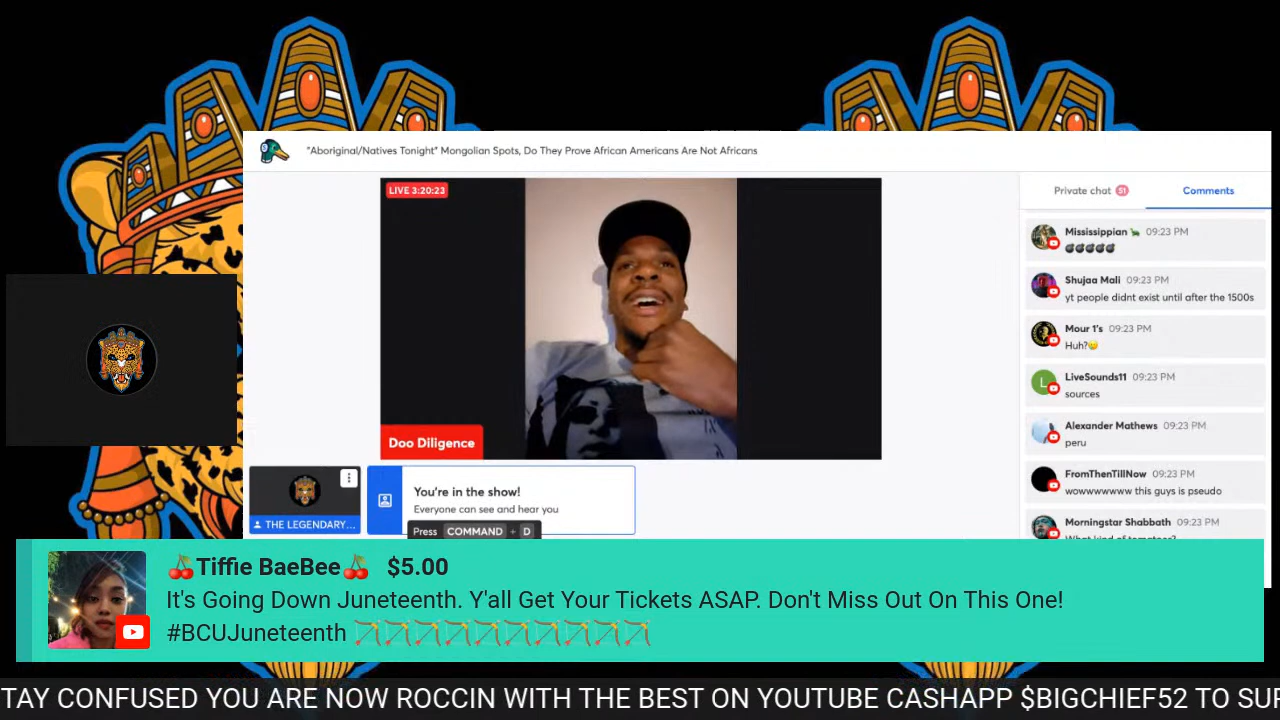 "Aboriginal/Natives Tonight" Mongolian Spots, Do They Prove African Americans Are Not Africans
LIVE 3:20:23
Doo Diligence
THE LEGENDARY...
You're in the show!
Everyone can see and hear you
Press COMMAND + D
Private chat 51
Comments
Mississippian 🦕 09:23 PM
💣💣💣💣💣
Shujaa Mali 09:23 PM
yt people didnt exist until after the 1500s
Mour 1's 09:23 PM
Huh?
LiveSounds11 09:23 PM
L
sources
Alexander Mathews 09:23 PM
peru
FromThenTillNow 09:23 PM
wowwwwwww this guys is pseudo
Morningstar Shabbath 09:23 PM
What kind of tomatoes?
🍒Tiffie BaeBee🍒 $5.00
It's Going Down Juneteenth. Y'all Get Your Tickets ASAP. Don't Miss Out On This One!
#BCUJuneteenth 🏹🏹🏹🏹🏹🏹🏹🏹🏹🏹
TAY CONFUSED YOU ARE NOW ROCCIN WITH THE BEST ON YOUTUBE CASHAPP $BIGCHIEF52 TO SUP